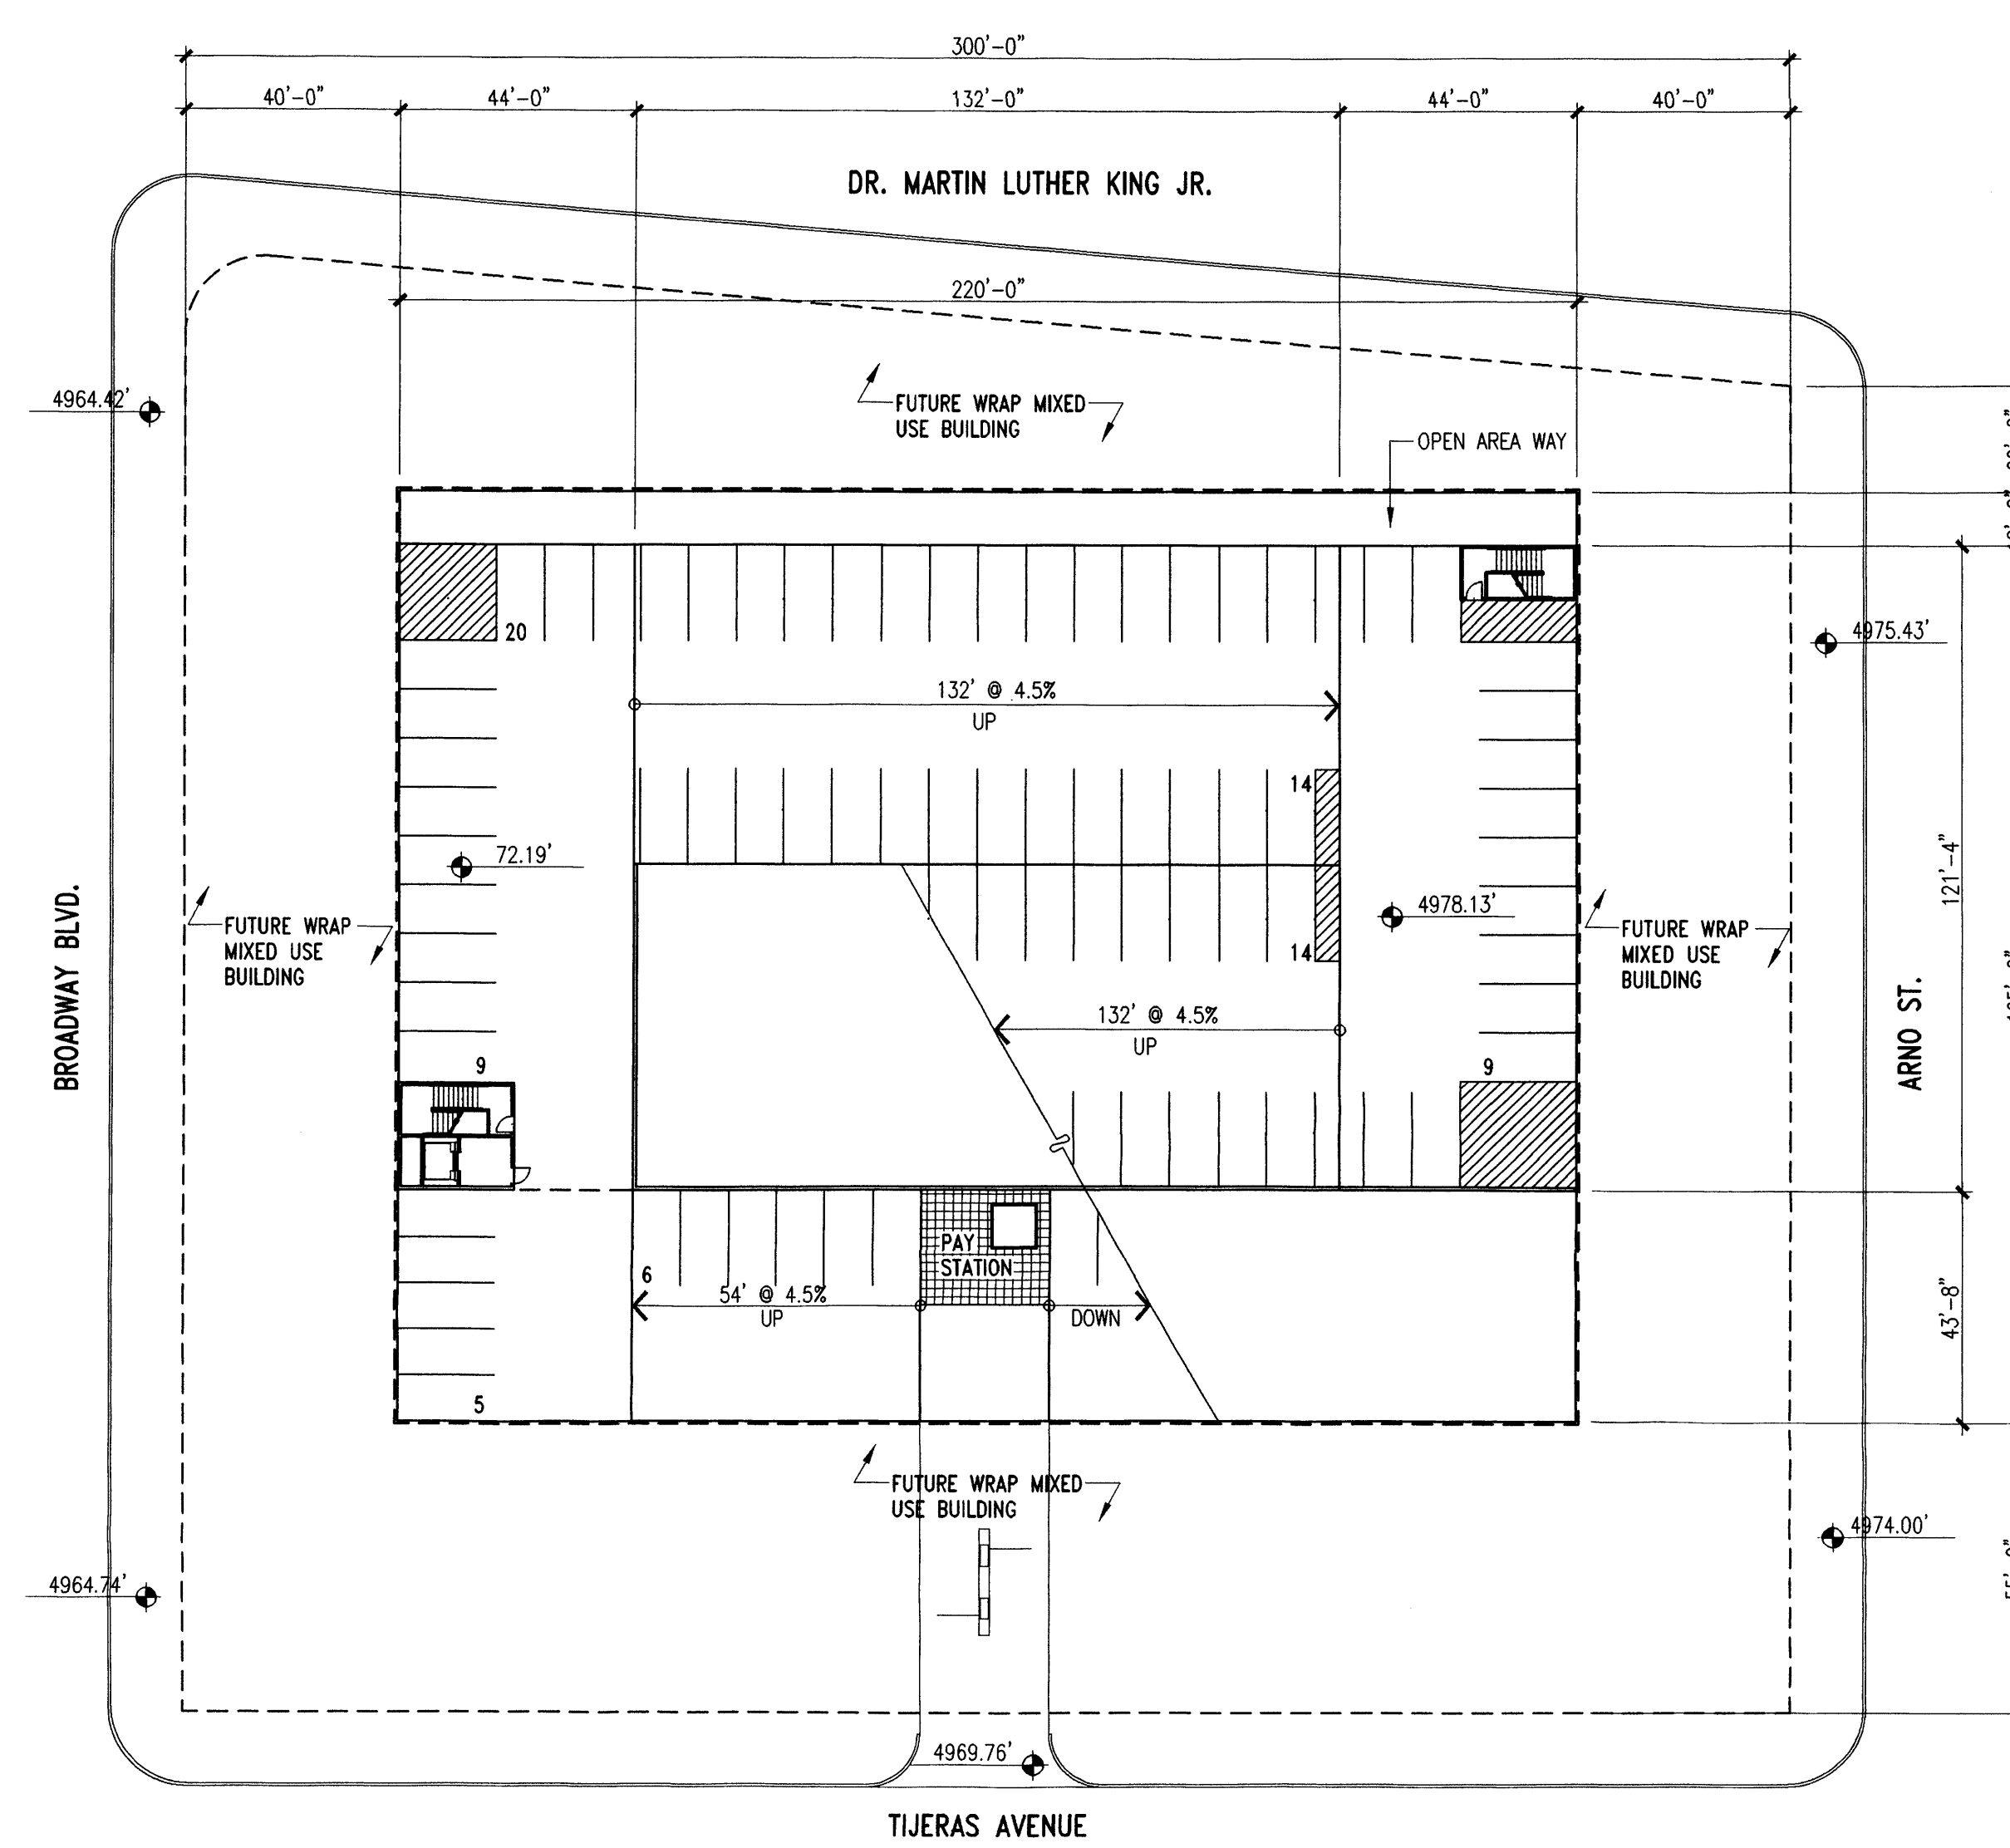 300'-0"
40'-0"
44'-0"
132'-0"
44'-0"
40'-0"
DR. MARTIN LUTHER KING JR.
220'-0"
4964.42'
FUTURE WRAP MIXED
USE BUILDING
OPEN AREA WAY
20
4975.43'
132' @ 4.5%
UP
14
72.19'
121'-4"
4978.13'
FUTURE WRAP
MIXED USE
BUILDING
FUTURE WRAP
MIXED USE
BUILDING
BROADWAY BLVD.
ARNO ST.
14
132' @ 4.5%
UP
9
9
PAY
STATION
6
54' @ 4.5%
UP
DOWN
43'-8"
5
FUTURE WRAP MIXED
USE BUILDING
4974.00'
4964.74'
4969.76'
TIJERAS AVENUE